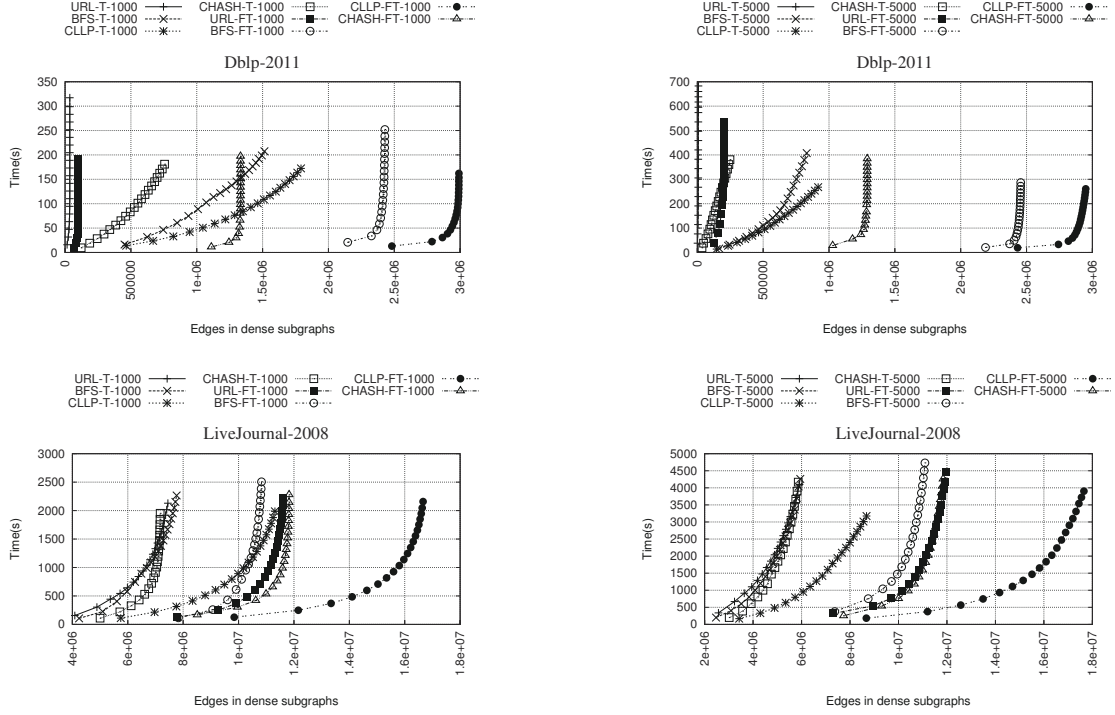 URL-T-1000 CHASH-T-1000 CLLP-FT-1000
BFS-T-1000 URL-FT-1000 CHASH-FT-1000
CLLP-T-1000 BFS-FT-1000
Dblp-2011
350
300
250
200
150
100
50
0
Time(s)
0 500000 1e+06 1.5e+06 2e+06 2.5e+06 3e+06
Edges in dense subgraphs
URL-T-5000 CHASH-T-5000 CLLP-FT-5000
BFS-T-5000 URL-FT-5000 CHASH-FT-5000
CLLP-T-5000 BFS-FT-5000
Dblp-2011
700
600
500
400
300
200
100
0
Time(s)
0 500000 1e+06 1.5e+06 2e+06 2.5e+06 3e+06
Edges in dense subgraphs
URL-T-1000 CHASH-T-1000 CLLP-FT-1000
BFS-T-1000 URL-FT-1000 CHASH-FT-1000
CLLP-T-1000 BFS-FT-1000
LiveJournal-2008
3000
2500
2000
1500
1000
500
0
Time(s)
4e+06 6e+06 8e+06 1e+07 1.2e+07 1.4e+07 1.6e+07 1.8e+07
Edges in dense subgraphs
URL-T-5000 CHASH-T-5000 CLLP-FT-5000
BFS-T-5000 URL-FT-5000 CHASH-FT-5000
CLLP-T-5000 BFS-FT-5000
LiveJournal-2008
5000
4500
4000
3500
3000
2500
2000
1500
1000
500
0
Time(s)
2e+06 4e+06 6e+06 8e+06 1e+07 1.2e+07 1.4e+07 1.6e+07 1.8e+07
Edges in dense subgraphs